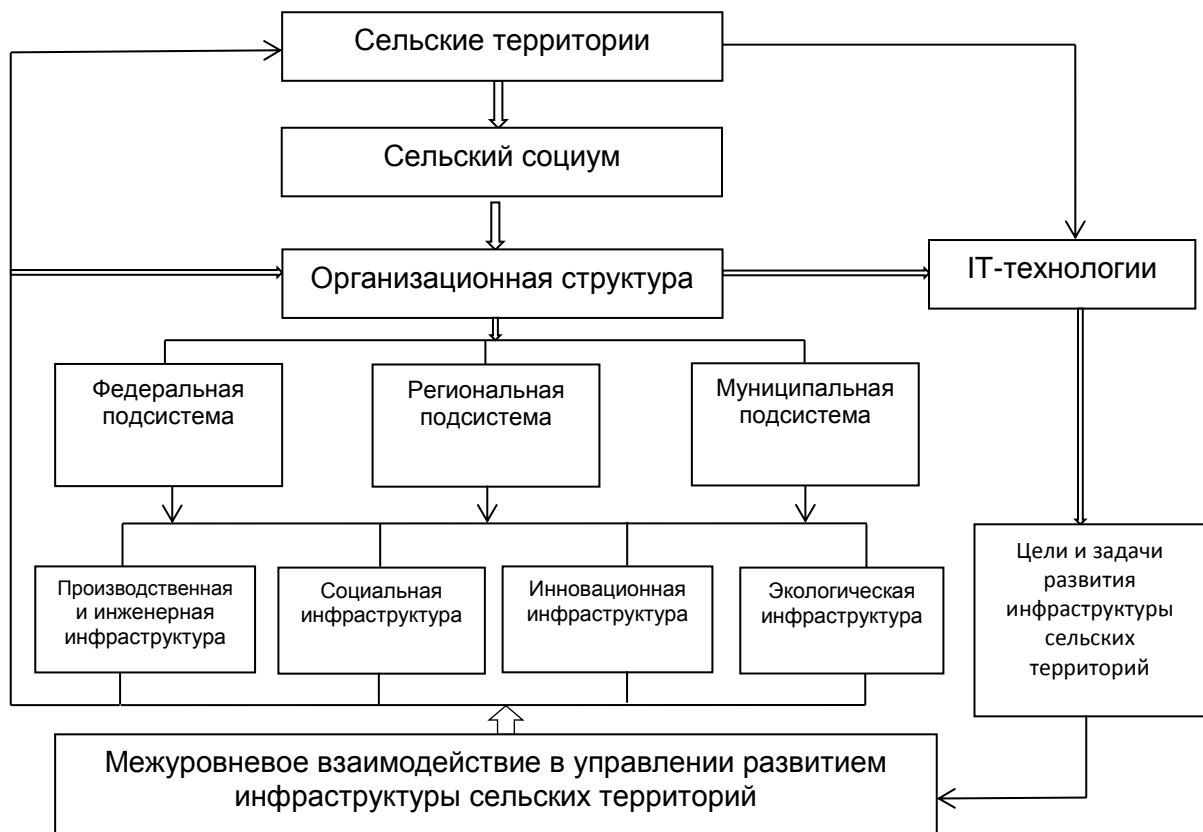 Сельские территории
Сельский социум
Организационная структура
IT-технологии
Федеральная
подсистема
Региональная
подсистема
Муниципальная
подсистема
Производственная
и инженерная
инфраструктура
Социальная
инфраструктура
Инновационная
инфраструктура
Экологическая
инфраструктура
Цели и задачи
развития
инфраструктуры
сельских
территорий
Межуровневое взаимодействие в управлении развитием
инфраструктуры сельских территорий